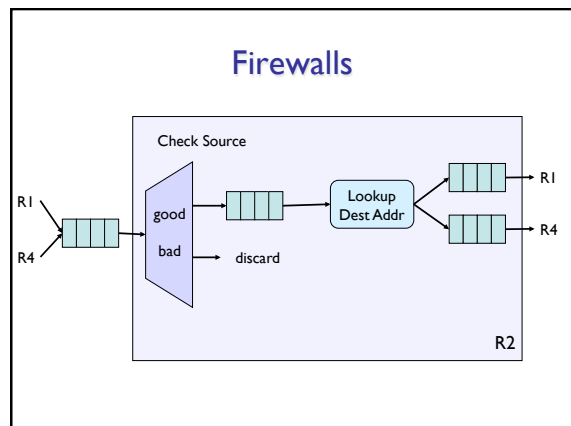 Firewalls
Check Source
R1
R4
good
bad
discard
Lookup
Dest Addr
R1
R4
R2